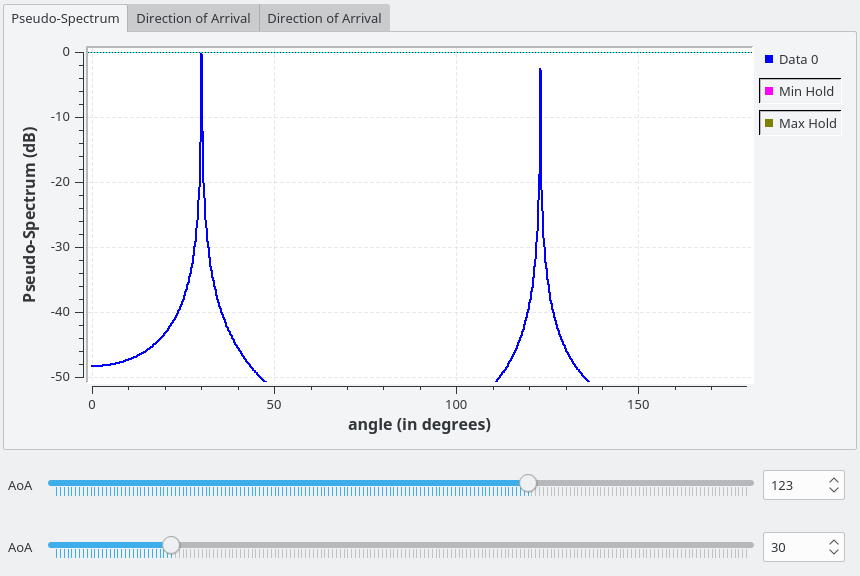 Pseudo-Spectrum Direction of Arrival Direction of Arrival
0
-10
-20
-30
-40
-50
Pseudo-Spectrum (dB)
0 50 100 150
angle (in degrees)
Data 0
Min Hold
Max Hold
AoA 123
AoA 30